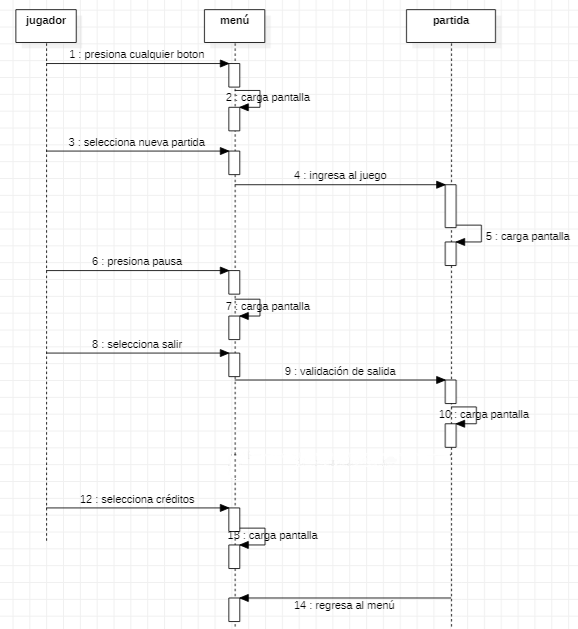 jugador
menú
partida
1 : presiona cualquier boton
2 : carga pantalla
3 : selecciona nueva partida
4 : ingresa al juego
5 : carga pantalla
6 : presiona pausa
7 : carga pantalla
8 : selecciona salir
9 : validación de salida
10 : carga pantalla
12 : selecciona créditos
13 : carga pantalla
14 : regresa al menú